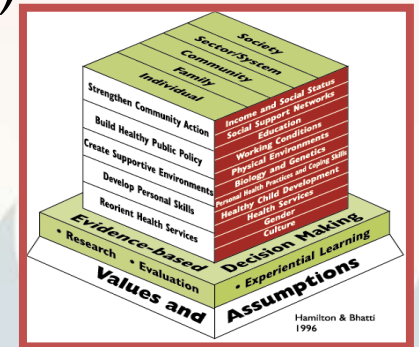 )
Society
Sector/System
Community
Family
Individual
Strengthen Community Action
Build Healthy Public Policy
Create Supportive Environments
Develop Personal Skills
Reorient Health Services
Income and Social Status
Social Support Networks
Education
Working Conditions
Physical Environments
Biology and Genetics
Personal Health Practices and Coping Skills
Healthy Child Development
Health Services
Gender
Culture
Evidence-based
Decision Making
• Research • Evaluation
• Experiential Learning
Values and
Assumptions
Hamilton & Bhatti
1996